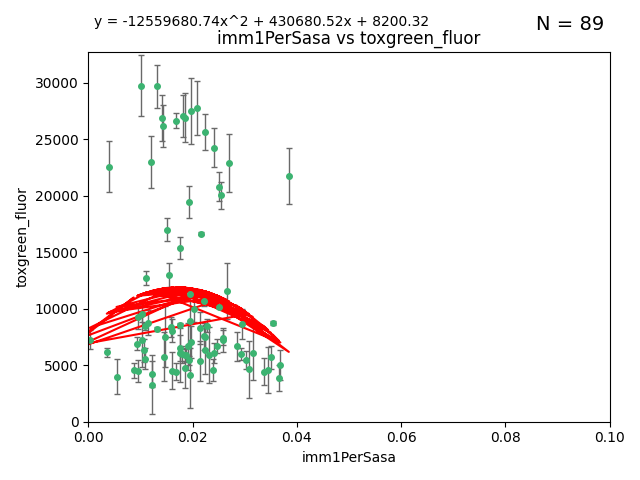 y = -12559680.74x^2 + 430680.52x + 8200.32
N = 89
imm1PerSasa vs toxgreen_fluor
toxgreen_fluor
30000
25000
20000
15000
10000
5000
0
0.00 0.02 0.04 0.06 0.08 0.10
imm1PerSasa